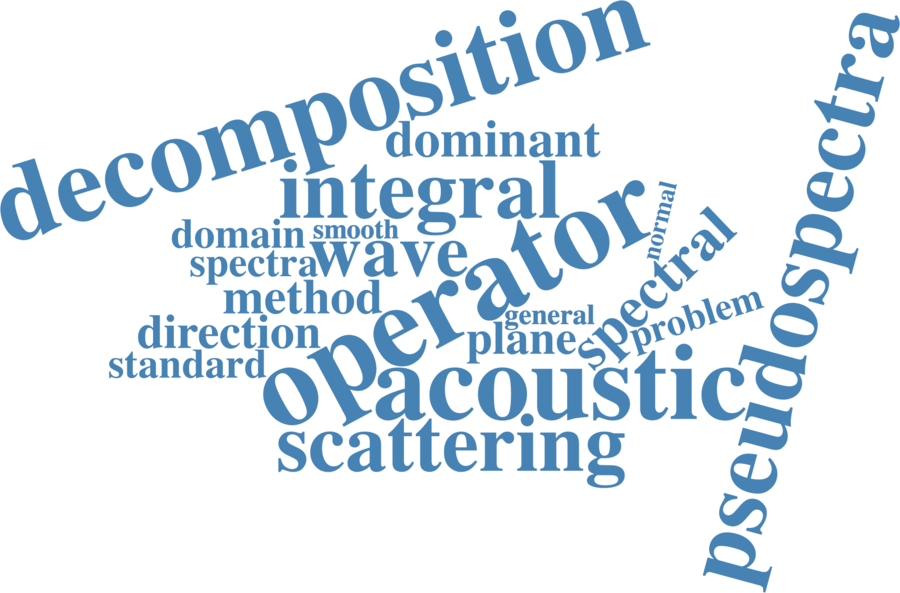 decomposition
dominant
integral
pseudospectra
operator
normal
domain
smooth
wave
spectra
spectral
method
general
problem
direction
plane
standard
acoustic
scattering